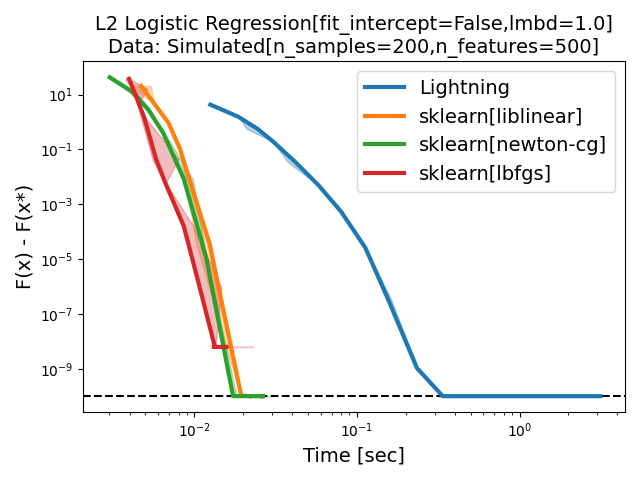 L2 Logistic Regression[fit_intercept=False,lmbd=1.0]
Data: Simulated[n_samples=200,n_features=500]
F(x) - F(x*)
10^1
10^-1
10^-3
10^-5
10^-7
10^-9
Lightning
sklearn[liblinear]
sklearn[newton-cg]
sklearn[lbfgs]
10^-2
10^-1
10^0
Time [sec]